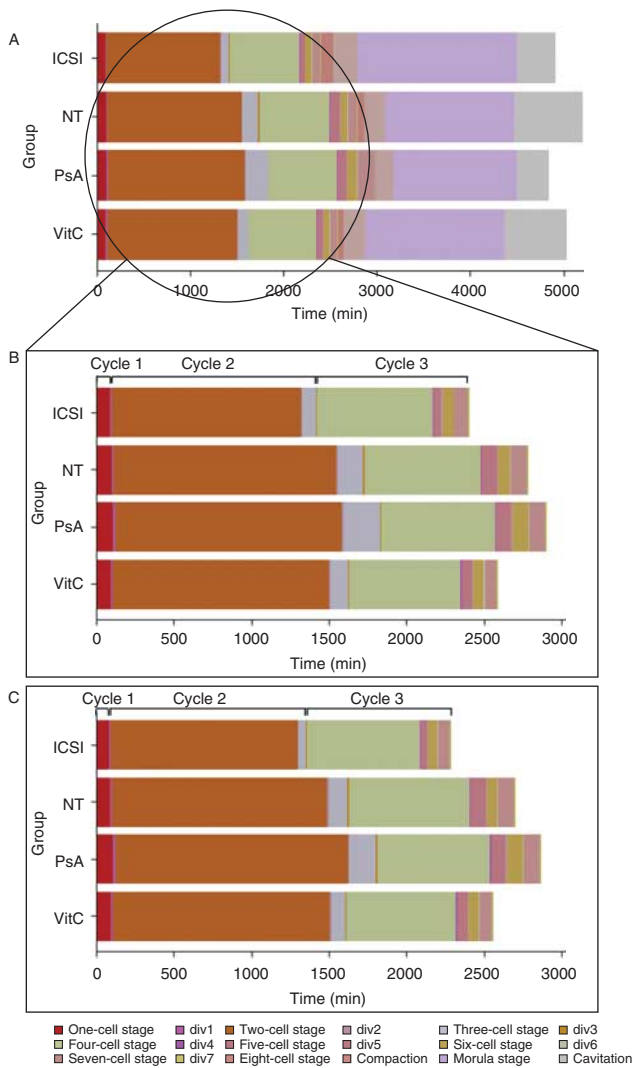 A
ICSI
NT
PsA
VitC
Group
0 1000 2000 3000 4000 5000
Time (min)
B
Cycle 1 Cycle 2 Cycle 3
ICSI
NT
PsA
VitC
Group
0 500 1000 1500 2000 2500 3000
Time (min)
C
Cycle 1 Cycle 2 Cycle 3
ICSI
NT
PsA
VitC
Group
0 500 1000 1500 2000 2500 3000
Time (min)
One-cell stage div1 Two-cell stage div2 Three-cell stage div3
Four-cell stage div4 Five-cell stage div5 Six-cell stage div6
Seven-cell stage div7 Eight-cell stage Compaction Morula stage Cavitation